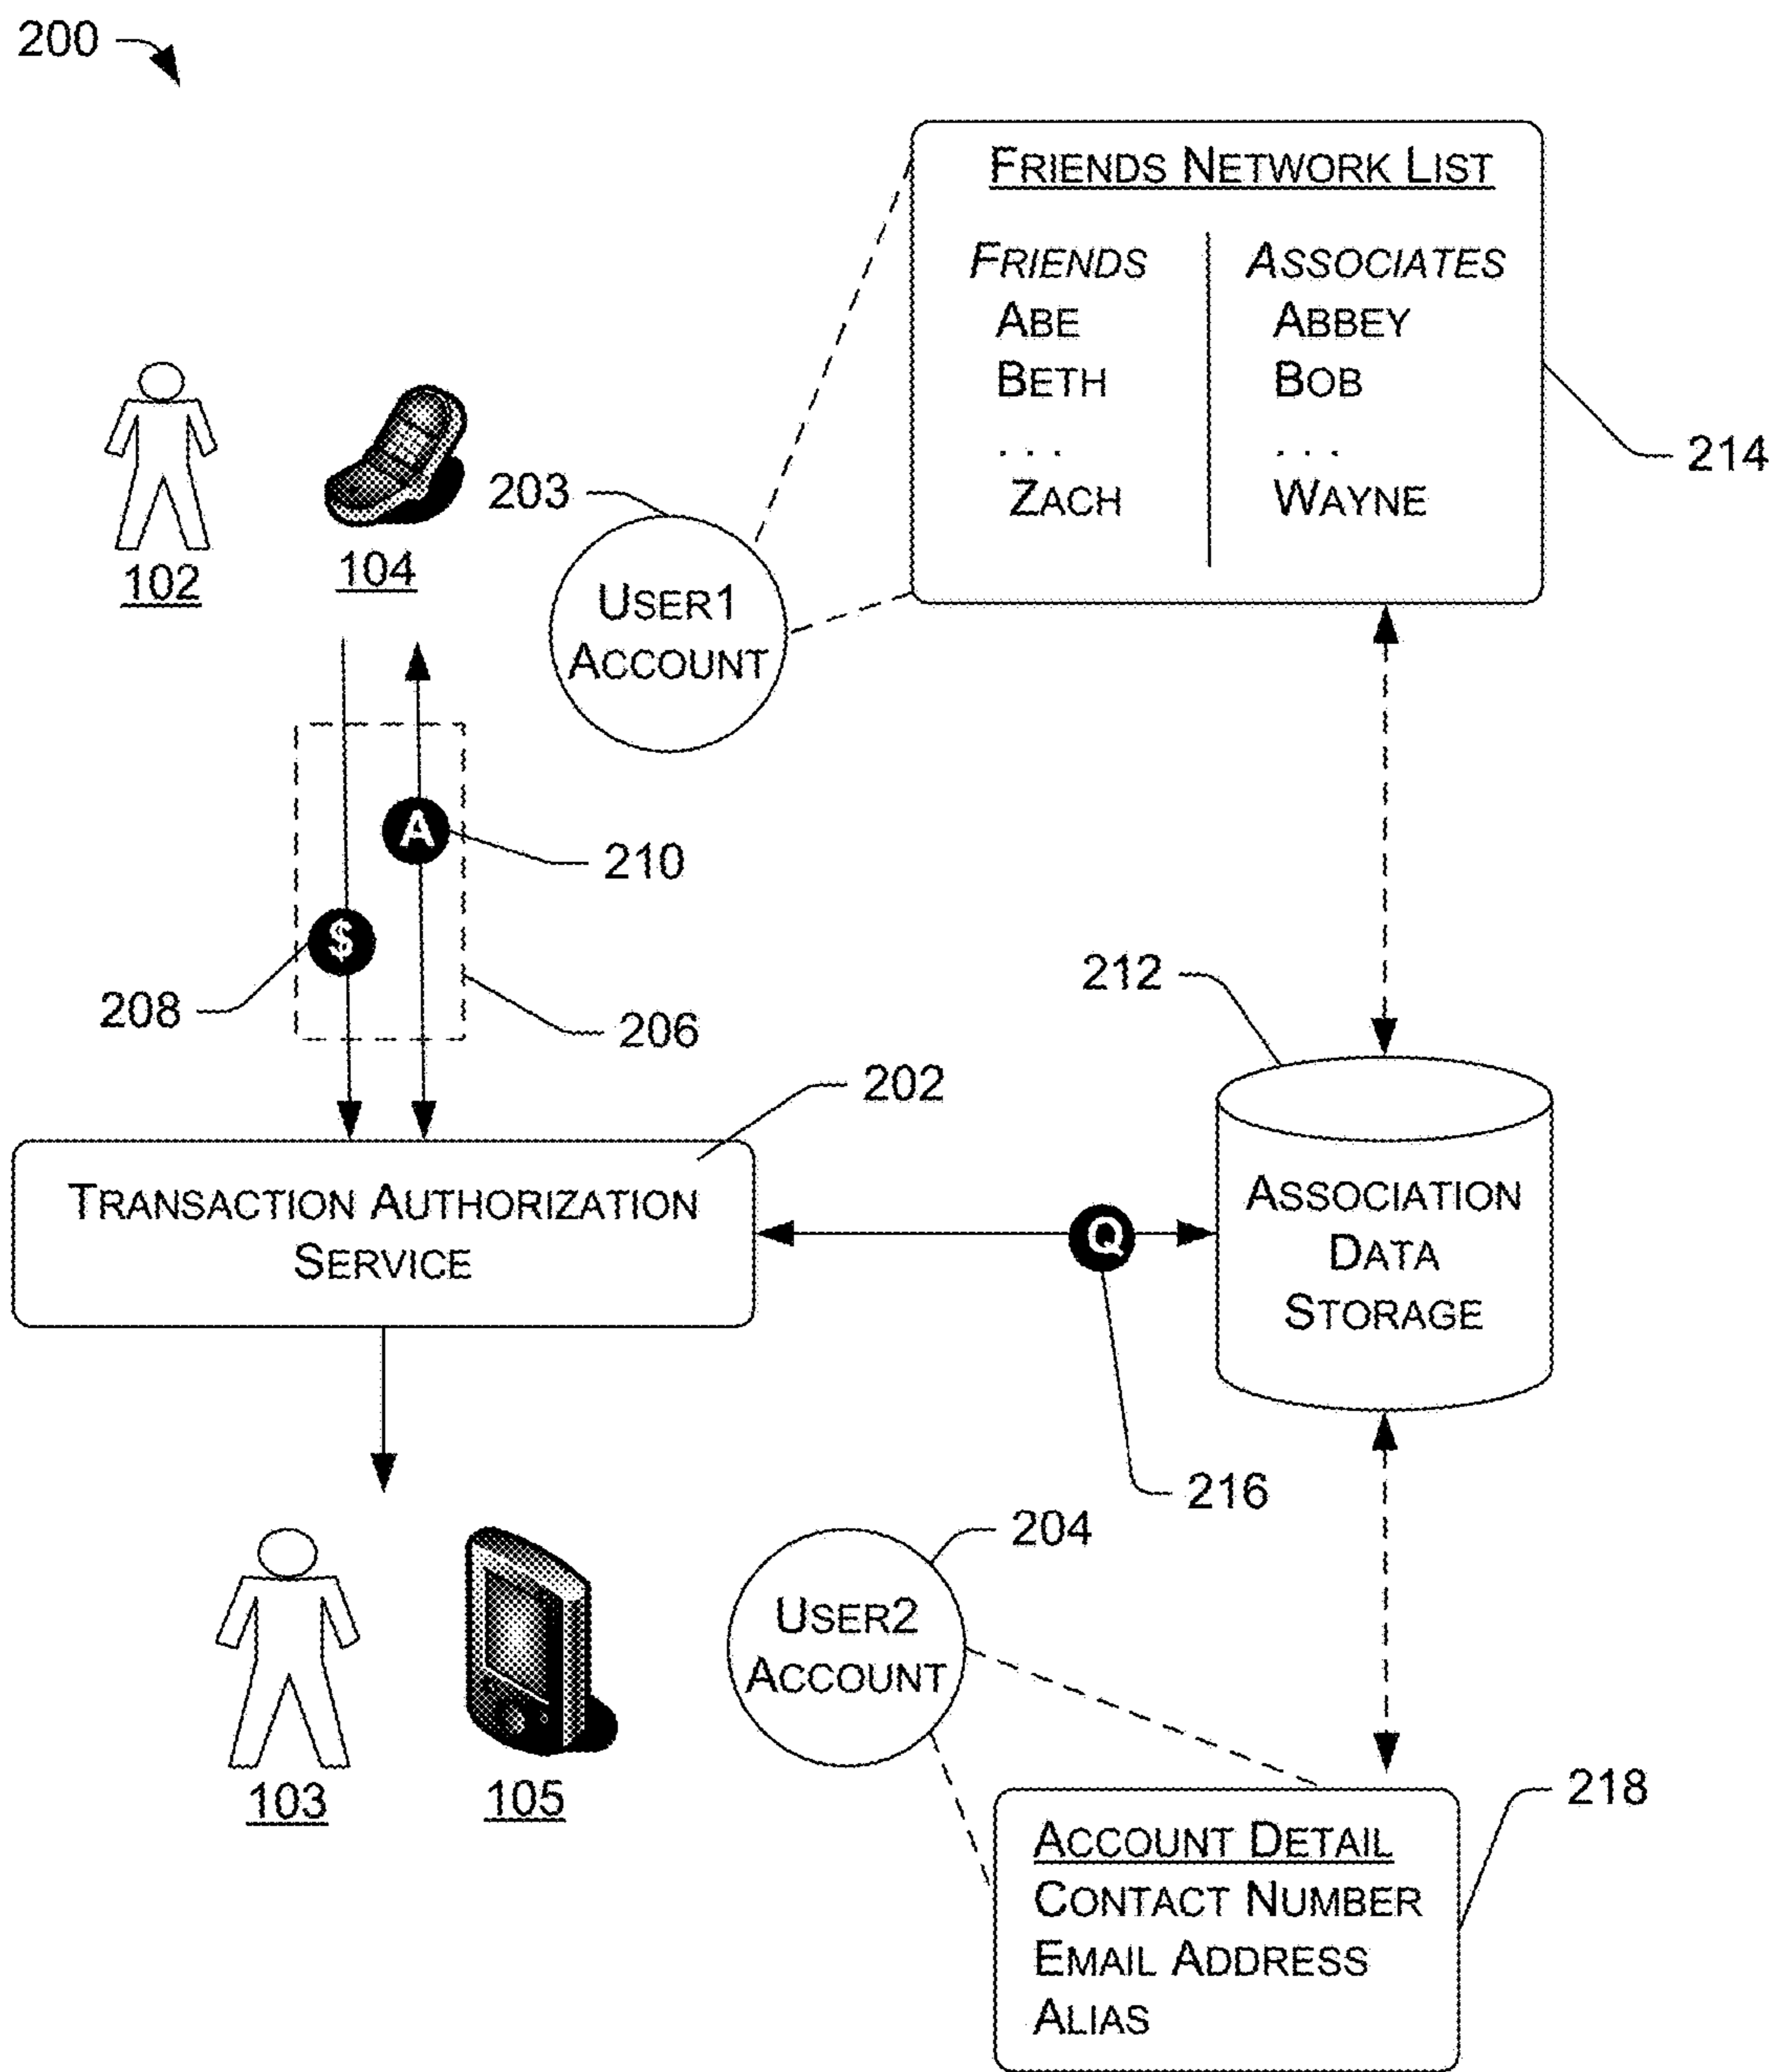 200
FRIENDS NETWORK LIST
FRIENDS
ABE
BETH
. . .
ZACH
ASSOCIATES
ABBEY
BOB
. . .
WAYNE
214
102
104
203
USER1
ACCOUNT
A
210
$
208
206
202
TRANSACTION AUTHORIZATION
SERVICE
Q
216
212
ASSOCIATION
DATA
STORAGE
103
105
204
USER2
ACCOUNT
218
ACCOUNT DETAIL
CONTACT NUMBER
EMAIL ADDRESS
ALIAS